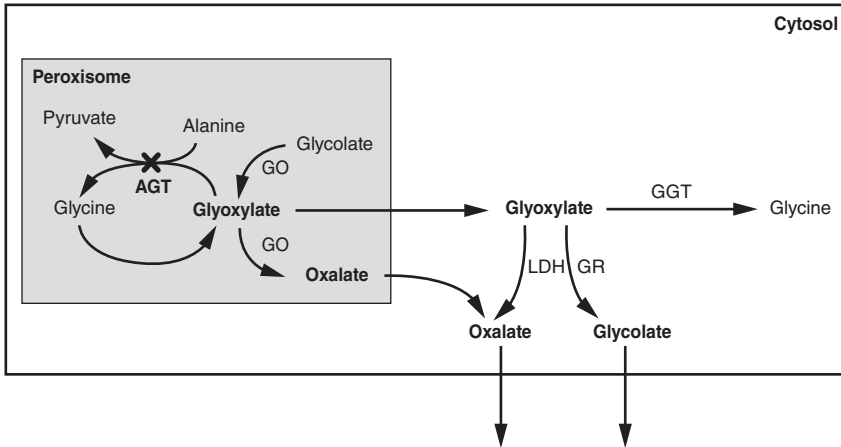 Cytosol
Peroxisome
Pyruvate
Alanine
Glycolate
GO
AGT
Glycine
Glyoxylate
GO
Oxalate
Glyoxylate
GGT
Glycine
LDH
GR
Oxalate
Glycolate